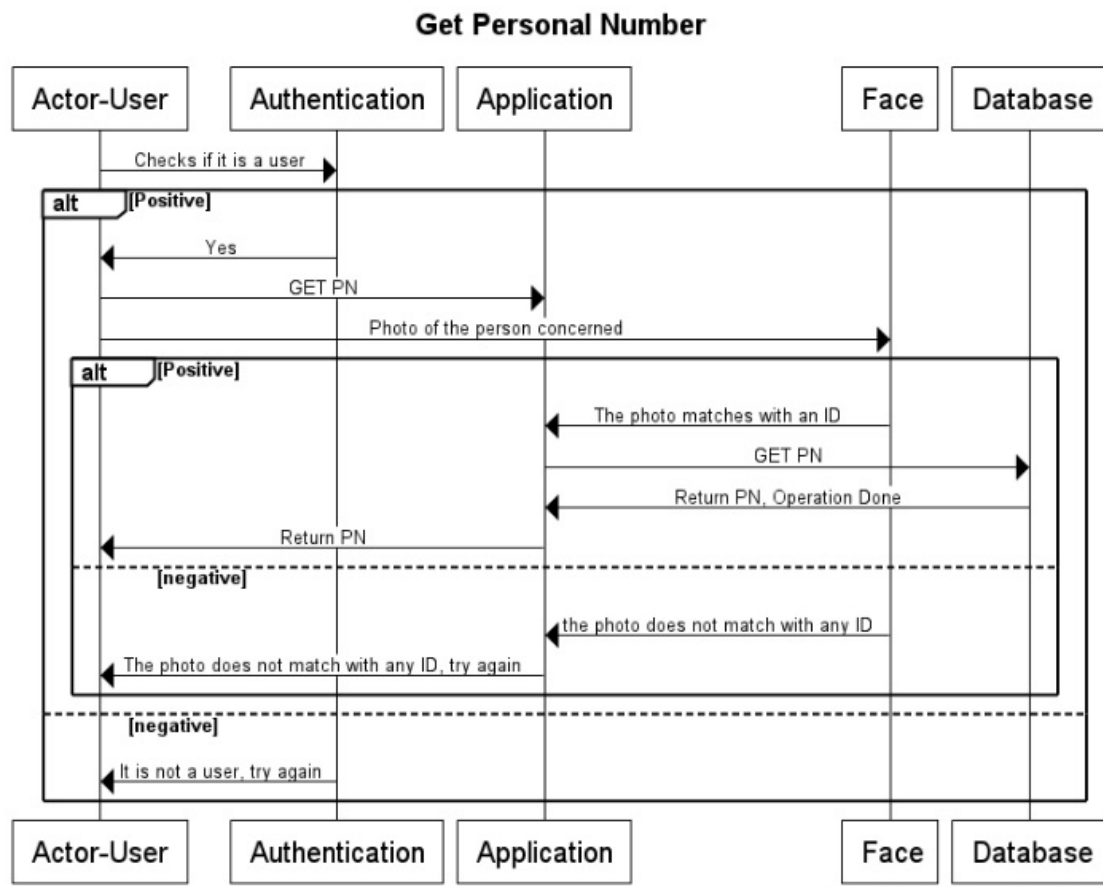 Get Personal Number
Actor-User Authentication Application Face Database
Checks if it is a user
alt [Positive]
Yes
GET PN
Photo of the person concerned
alt [Positive]
The photo matches with an ID
GET PN
Return PN, Operation Done
Return PN
[negative]
the photo does not match with any ID
The photo does not match with any ID, try again
[negative]
It is not a user, try again
Actor-User Authentication Application Face Database